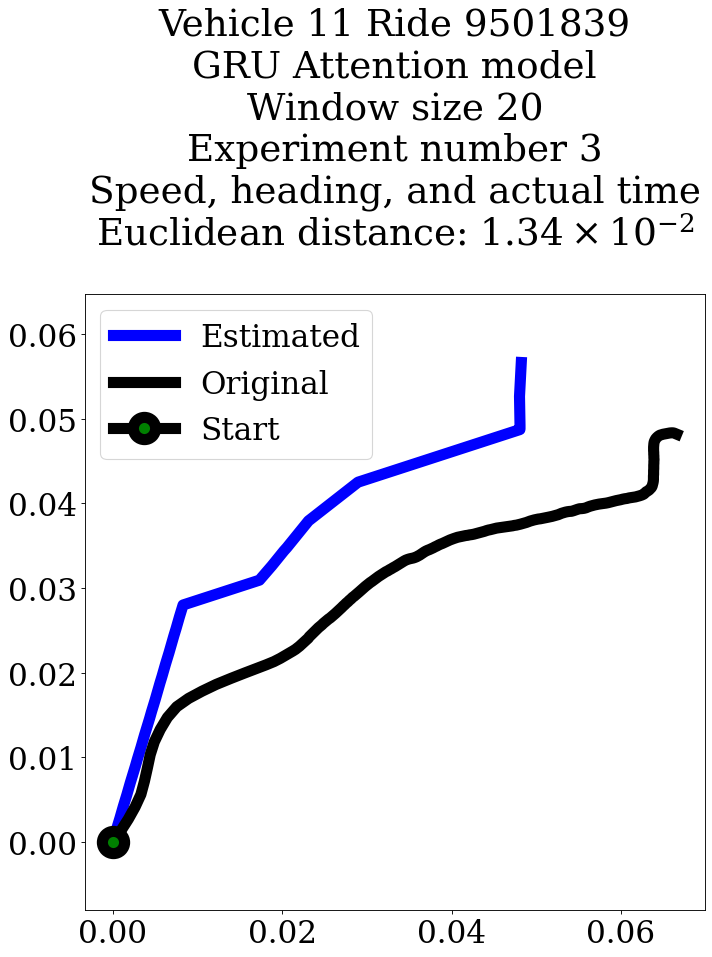 Vehicle 11 Ride 9501839
GRU Attention model
Window size 20
Experiment number 3
Speed, heading, and actual time
Euclidean distance: 1.34 × 10⁻²
Estimated
Original
Start
0.06
0.05
0.04
0.03
0.02
0.01
0.00
0.00 0.02 0.04 0.06